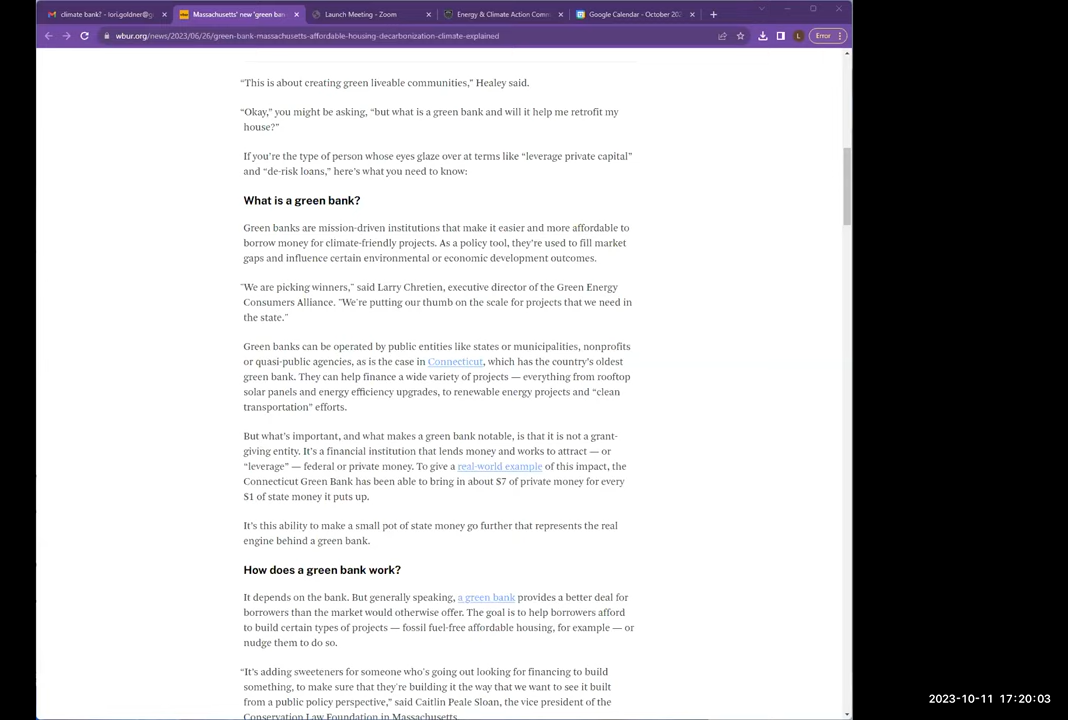 climate bank? - lori.goldner@g
Massachusetts' new 'green ban
Launch Meeting - Zoom
Energy & Climate Action Com
Google Calendar - October 202
wbur.org/news/2023/06/26/green-bank-massachusetts-affordable-housing-decarbonization-climate-explained
L
Error
“This is about creating green liveable communities,” Healey said.
“Okay,” you might be asking, “but what is a green bank and will it help me retrofit my
house?”
If you’re the type of person whose eyes glaze over at terms like “leverage private capital”
and “de-risk loans,” here’s what you need to know:
What is a green bank?
Green banks are mission-driven institutions that make it easier and more affordable to
borrow money for climate-friendly projects. As a policy tool, they’re used to fill market
gaps and influence certain environmental or economic development outcomes.
"We are picking winners," said Larry Chretien, executive director of the Green Energy
Consumers Alliance. "We're putting our thumb on the scale for projects that we need in
the state."
Green banks can be operated by public entities like states or municipalities, nonprofits
or quasi-public agencies, as is the case in Connecticut, which has the country’s oldest
green bank. They can help finance a wide variety of projects — everything from rooftop
solar panels and energy efficiency upgrades, to renewable energy projects and “clean
transportation” efforts.
But what’s important, and what makes a green bank notable, is that it is not a grant-
giving entity. It’s a financial institution that lends money and works to attract — or
“leverage” — federal or private money. To give a real-world example of this impact, the
Connecticut Green Bank has been able to bring in about $7 of private money for every
$1 of state money it puts up.
It’s this ability to make a small pot of state money go further that represents the real
engine behind a green bank.
How does a green bank work?
It depends on the bank. But generally speaking, a green bank provides a better deal for
borrowers than the market would otherwise offer. The goal is to help borrowers afford
to build certain types of projects — fossil fuel-free affordable housing, for example — or
nudge them to do so.
“It’s adding sweeteners for someone who’s going out looking for financing to build
something, to make sure that they’re building it the way that we want to see it built
from a public policy perspective,” said Caitlin Peale Sloan, the vice president of the
Conservation Law Foundation in Massachusetts.
2023-10-11 17:20:03